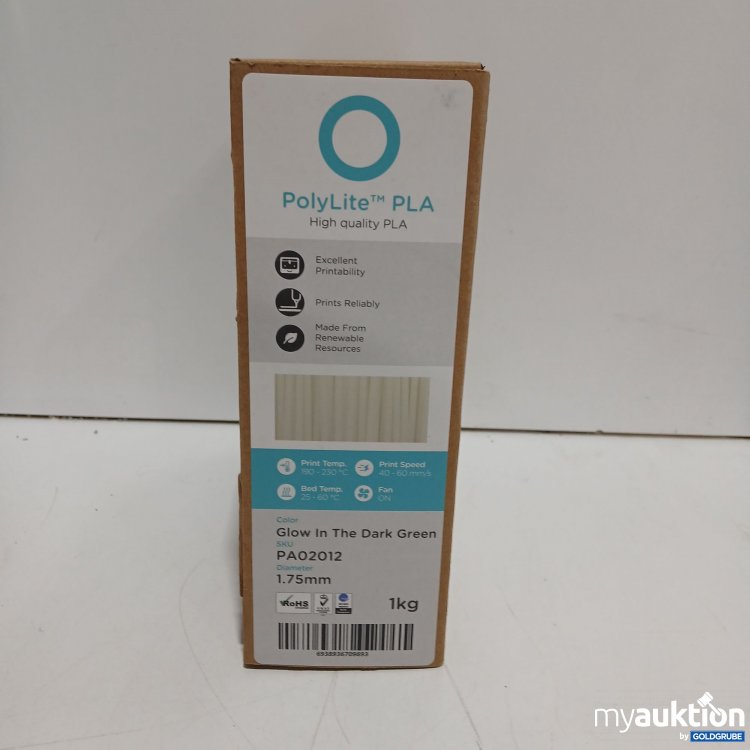 PolyLite™ PLA
High quality PLA
Excellent
Printability
Prints Reliably
Made From
Renewable
Resources
Print Temp.
190 - 230 °C
Print Speed
40 - 60 mm/s
Bed Temp.
25 - 60 °C
Fan
ON
Color
Glow In The Dark Green
SKU
PA02012
Diameter
1.75mm
RoHS
1kg
6938936709893
myauktion
by GOLDGRUBE